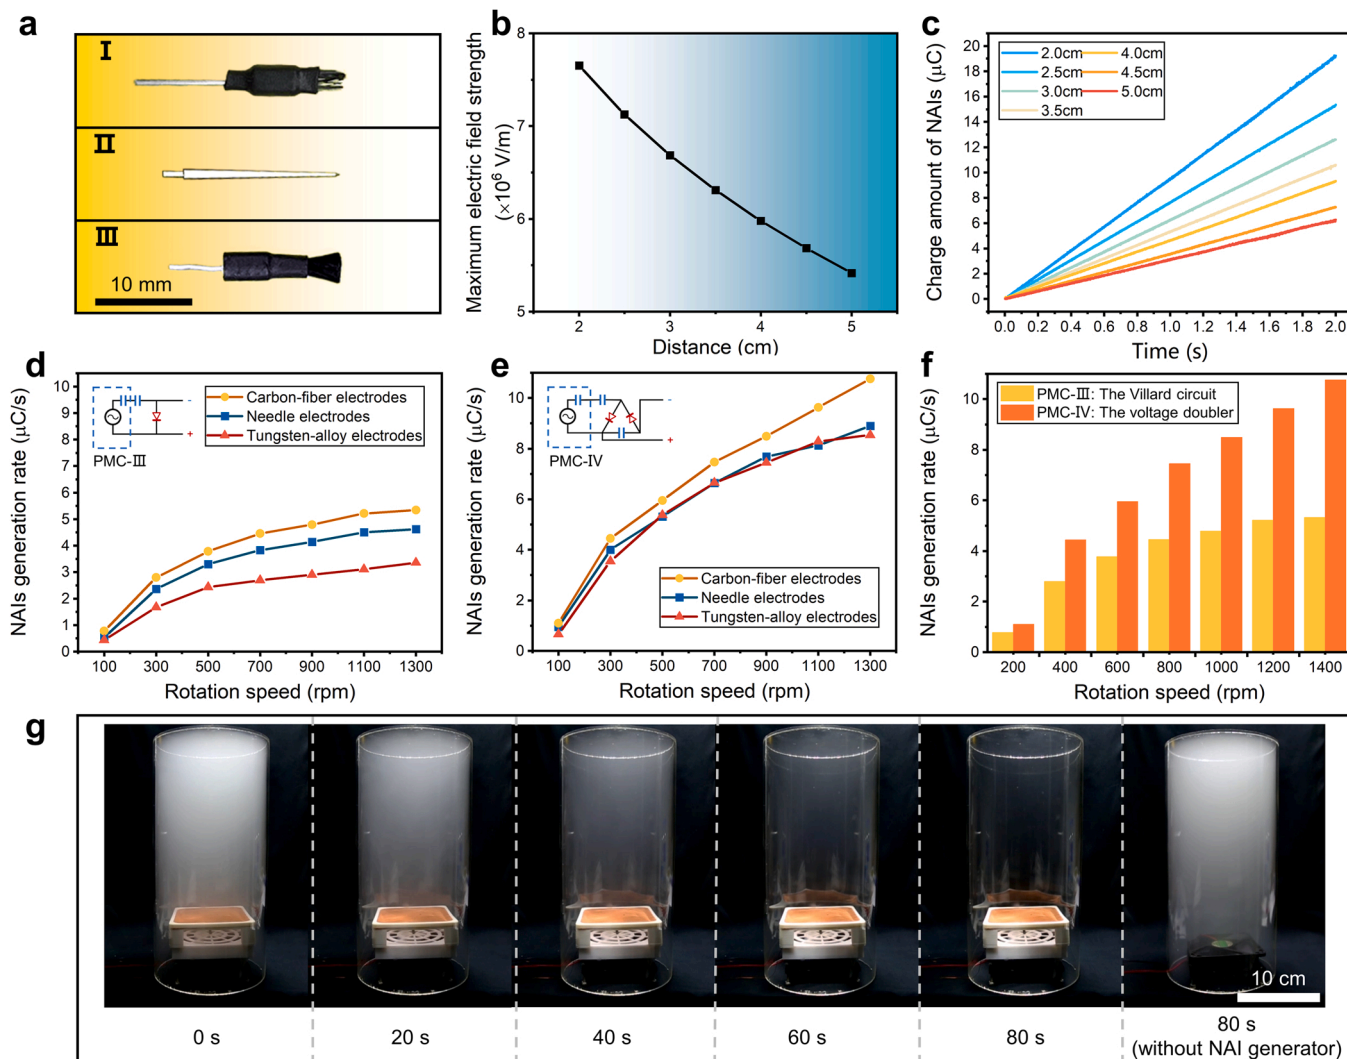 a
I
II
III
10 mm
b
Maximum electric field strength
(×10⁶ V/m)
8
7
6
5
2
3
4
5
Distance (cm)
c
Charge amount of NAIs (μC)
20
18
16
14
12
10
8
6
4
2
0
2.0cm
4.0cm
2.5cm
4.5cm
3.0cm
5.0cm
3.5cm
0.0 0.2 0.4 0.6 0.8 1.0 1.2 1.4 1.6 1.8 2.0
Time (s)
d
NAIs generation rate (μC/s)
10
9
8
7
6
5
4
3
2
1
0
-
+
PMC-III
Carbon-fiber electrodes
Needle electrodes
Tungsten-alloy electrodes
100 300 500 700 900 1100 1300
Rotation speed (rpm)
e
NAIs generation rate (μC/s)
10
8
6
4
2
0
-
+
PMC-IV
Carbon-fiber electrodes
Needle electrodes
Tungsten-alloy electrodes
100 300 500 700 900 1100 1300
Rotation speed (rpm)
f
NAIs generation rate (μC/s)
10
8
6
4
2
0
PMC-III: The Villard circuit
PMC-IV: The voltage doubler
200 400 600 800 1000 1200 1400
Rotation speed (rpm)
g
10 cm
0 s
20 s
40 s
60 s
80 s
80 s
(without NAI generator)